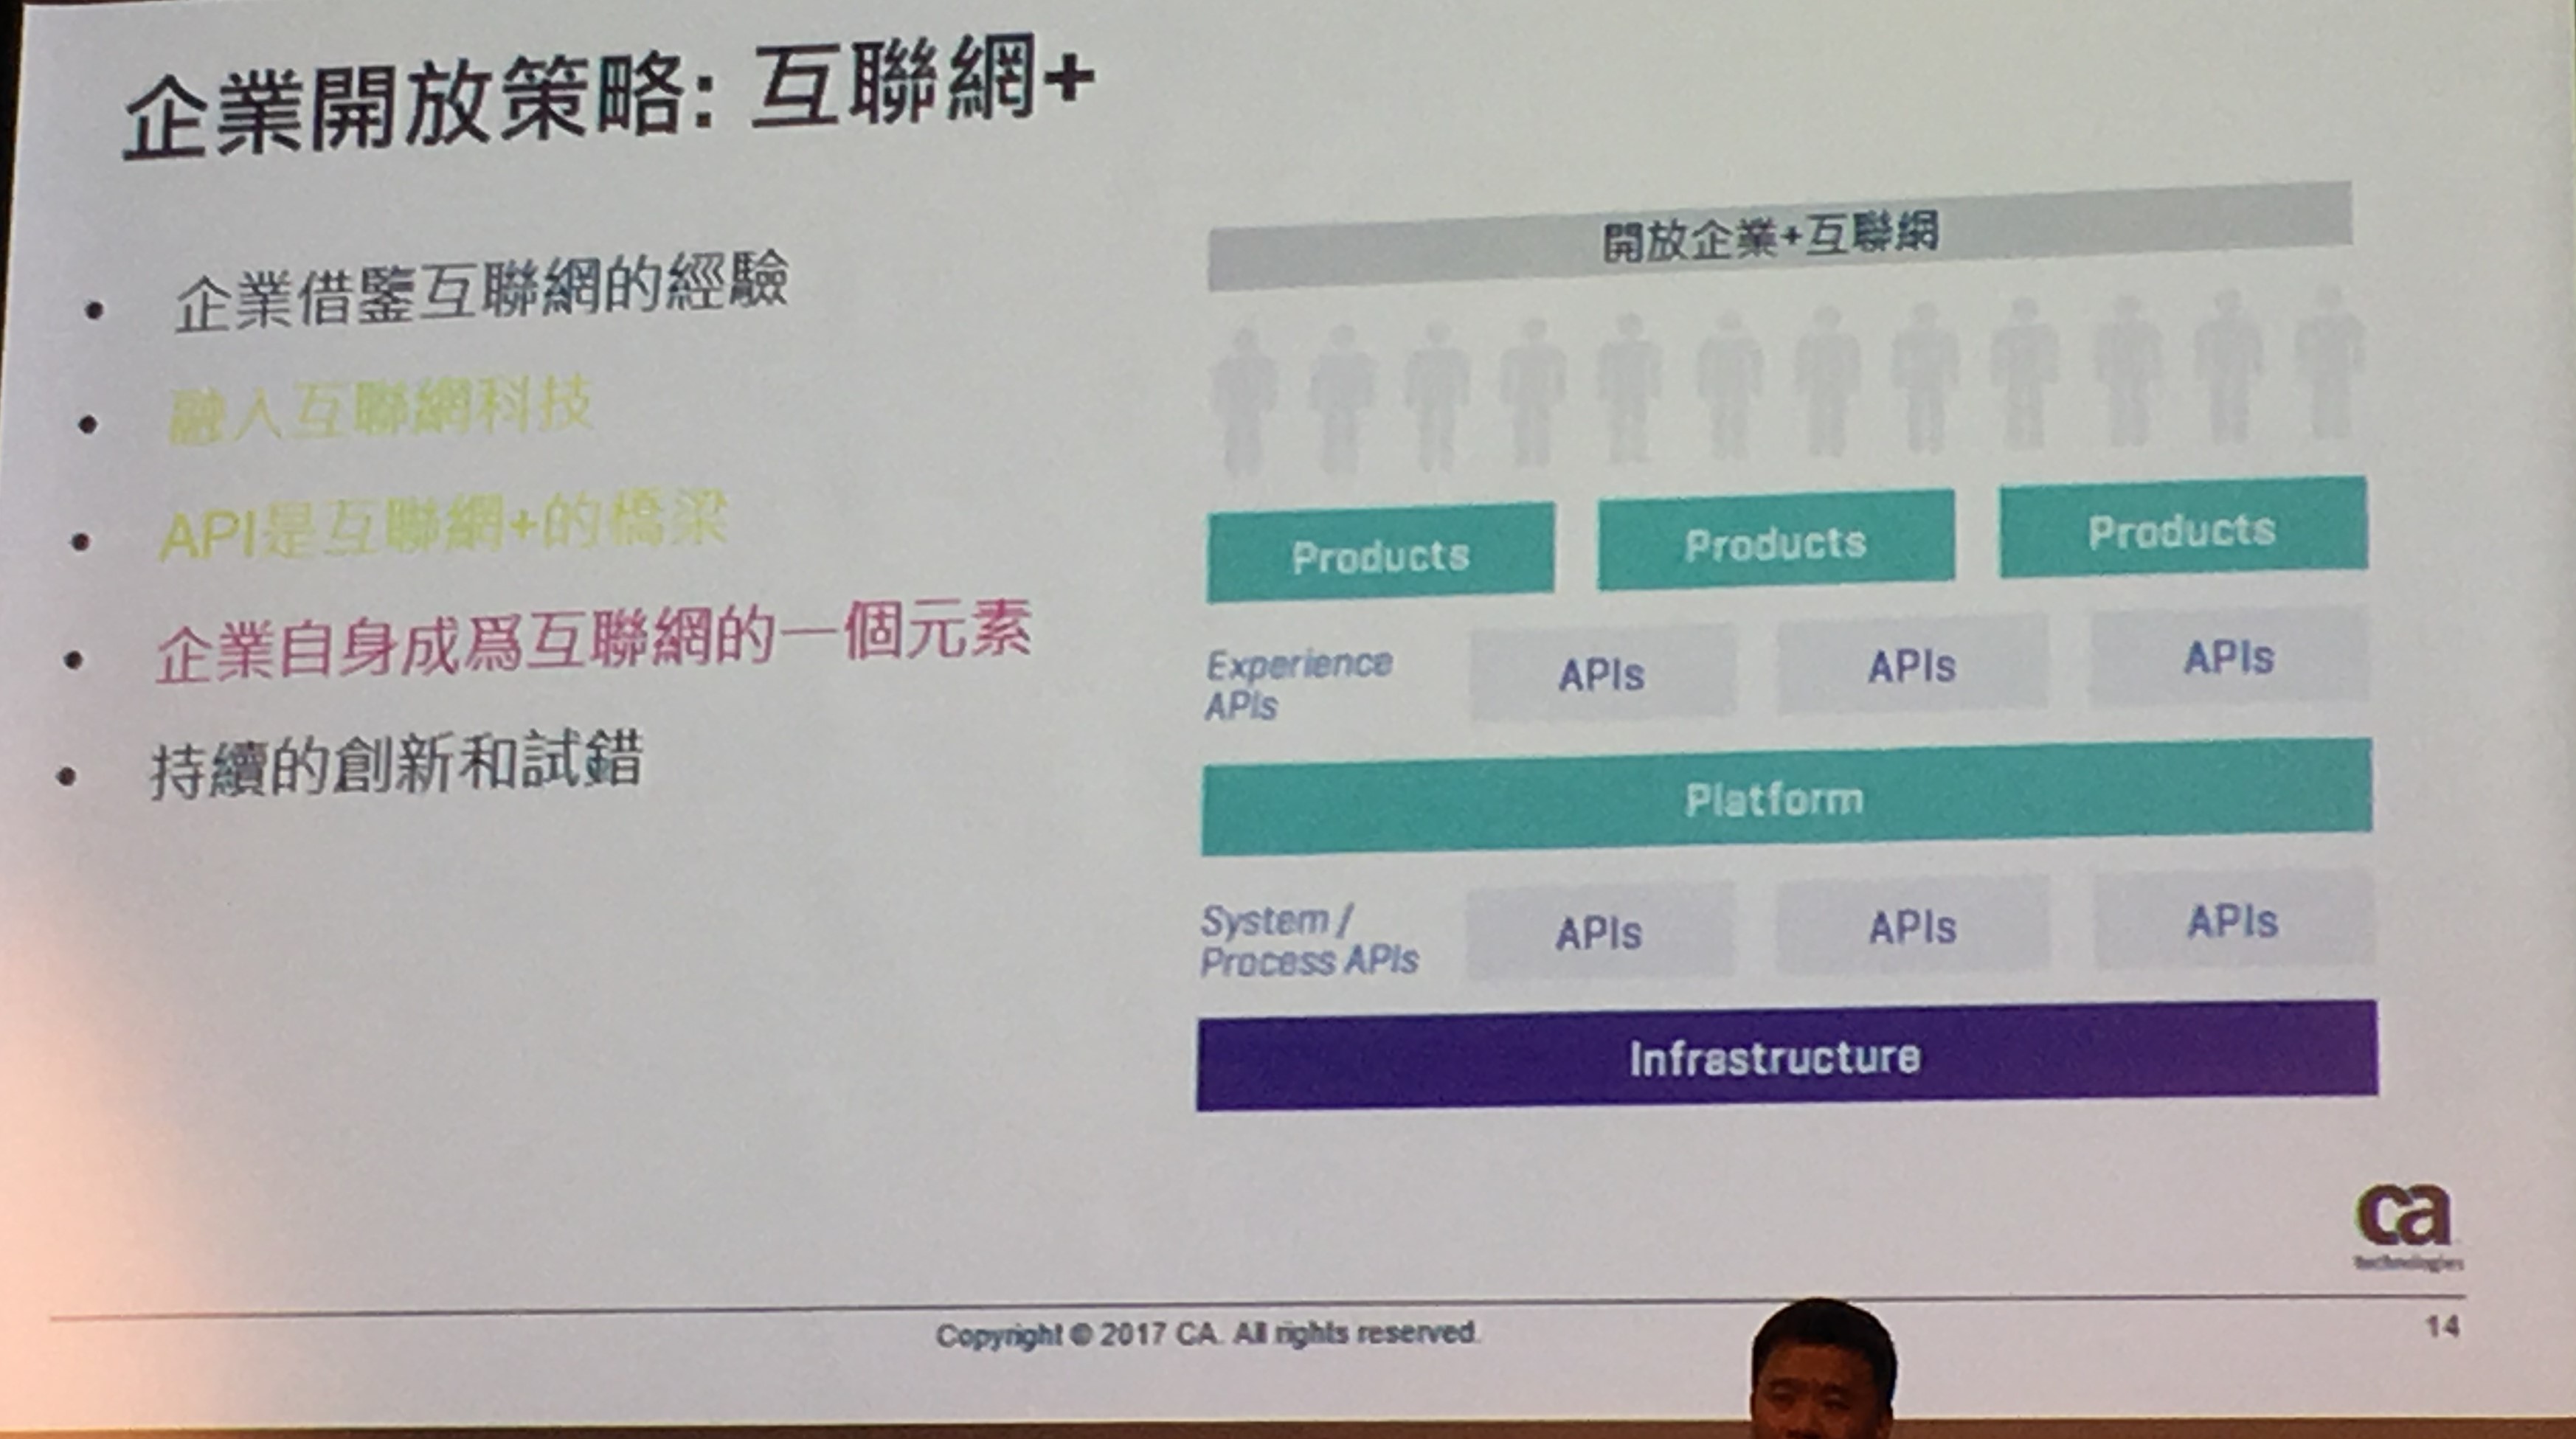 企業開放策略: 互聯網+
• 企業借鑒互聯網的經驗
• 融入互聯網科技
• API是互聯網+的橋梁
• 企業自身成爲互聯網的一個元素
• 持續的創新和試錯
開放企業+互聯網
Products Products Products
Experience
APIs
APIs APIs APIs
Platform
System /
Process APIs
APIs APIs APIs
Infrastructure
ca
technologies
Copyright © 2017 CA. All rights reserved.
14